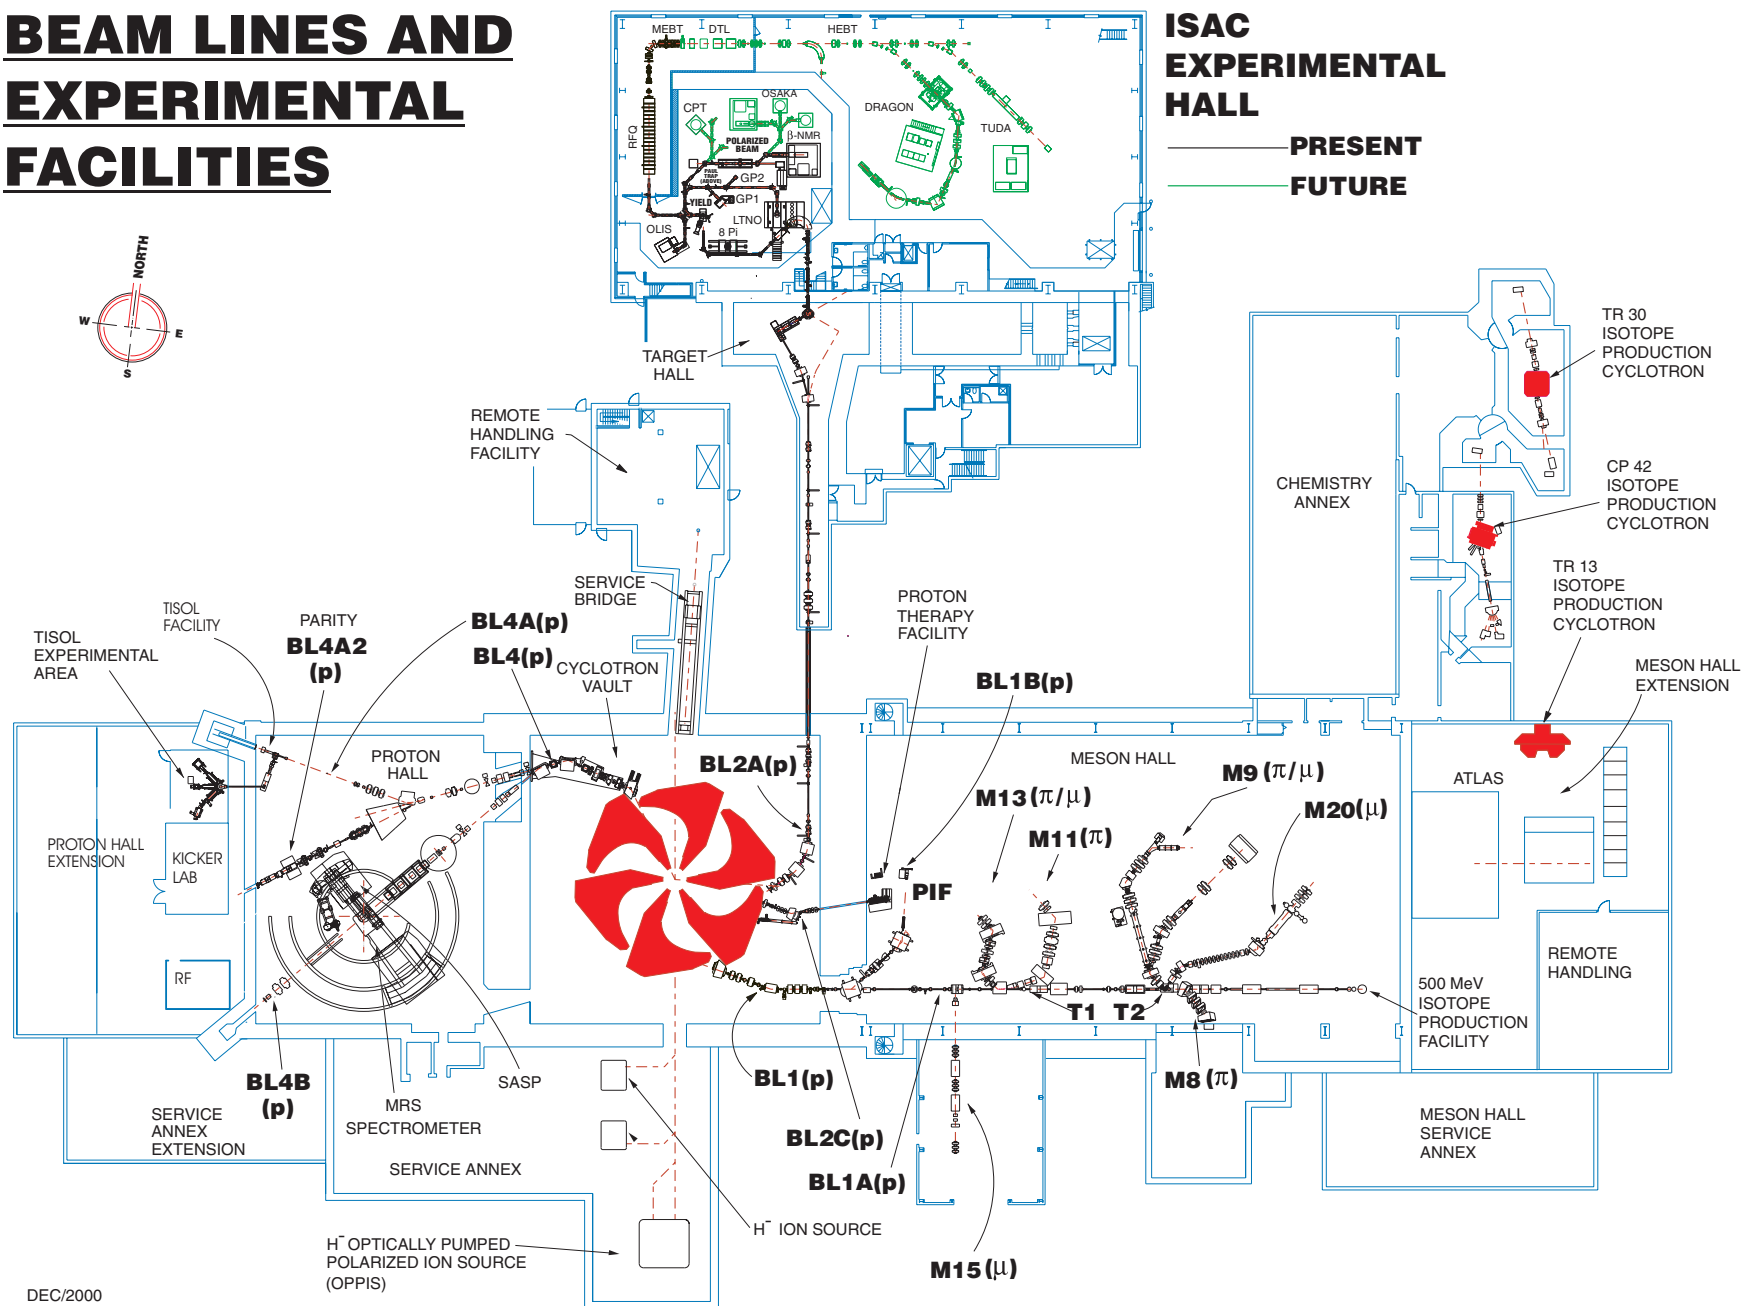 BEAM LINES AND
EXPERIMENTAL
FACILITIES
ISAC
EXPERIMENTAL
HALL
PRESENT
FUTURE
MEBT
DTL
HEBT
RFQ
CPT
OSAKA
POLARIZED
BEAM
β-NMR
DRAGON
TUDA
PAUL
TRAP
(ABOVE)
GP2
YIELD
GP1
LTNO
OLIS
8 Pi
NORTH
W
E
S
TARGET
HALL
REMOTE
HANDLING
FACILITY
TR 30
ISOTOPE
PRODUCTION
CYCLOTRON
CHEMISTRY
ANNEX
CP 42
ISOTOPE
PRODUCTION
CYCLOTRON
TR 13
ISOTOPE
PRODUCTION
CYCLOTRON
MESON HALL
EXTENSION
SERVICE
BRIDGE
PROTON
THERAPY
FACILITY
TISOL
FACILITY
PARITY
BL4A2
(p)
BL4A(p)
BL4(p)
CYCLOTRON
VAULT
TISOL
EXPERIMENTAL
AREA
BL1B(p)
PROTON
HALL
BL2A(p)
MESON HALL
M9 (π/μ)
M13 (π/μ)
M20(μ)
M11(π)
ATLAS
PROTON HALL
EXTENSION
KICKER
LAB
PIF
RF
REMOTE
HANDLING
500 MeV
ISOTOPE
PRODUCTION
FACILITY
T1
T2
BL4B
(p)
SASP
MRS
SPECTROMETER
BL1(p)
M8 (π)
SERVICE
ANNEX
EXTENSION
SERVICE ANNEX
BL2C(p)
BL1A(p)
MESON HALL
SERVICE
ANNEX
H⁻ ION SOURCE
H⁻ OPTICALLY PUMPED
POLARIZED ION SOURCE
(OPPIS)
M15 (μ)
DEC/2000